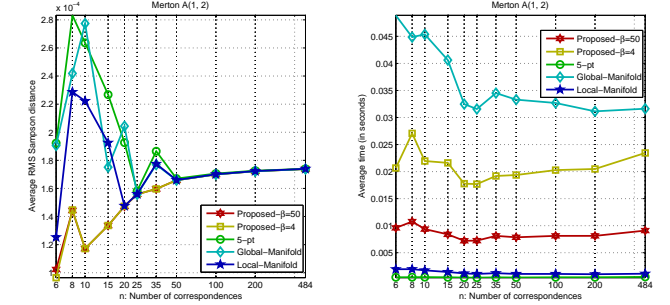 Merton A(1, 2)
x 10⁻⁴
2.8
2.6
2.4
2.2
2
1.8
1.6
1.4
1.2
Average RMS Sampson distance
6 8 10 15 20 25 35 50 100 200 484
n: Number of correspondences
Proposed−β=50
Proposed−β=4
5−pt
Global−Manifold
Local−Manifold
Merton A(1, 2)
0.045
0.04
0.035
0.03
0.025
0.02
0.015
0.01
0.005
Average time (in seconds)
6 8 10 15 20 25 35 50 100 200 484
n: Number of correspondences
Proposed−β=50
Proposed−β=4
5−pt
Global−Manifold
Local−Manifold